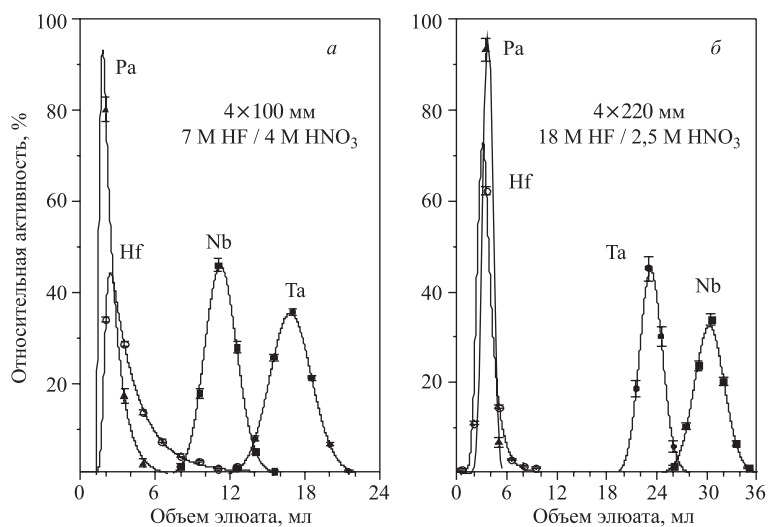 100
80
60
40
20
Относительная активность, %
Pa
Hf
Nb
Ta
а
4×100 мм
7 M HF / 4 M HNO₃
0 6 12 18 24
Объем элюата, мл
100
80
60
40
20
Pa
Hf
Ta
Nb
б
4×220 мм
18 M HF / 2,5 M HNO₃
0 6 12 18 24 30 36
Объем элюата, мл